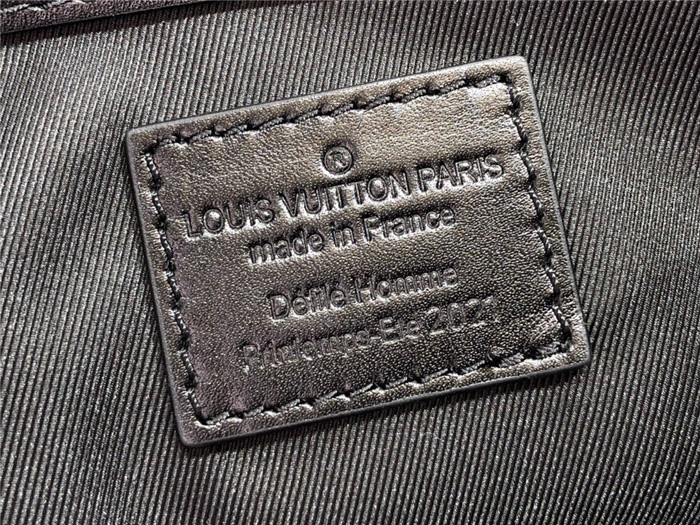 ®
LOUIS VUITTON PARIS
made in France
Défilé Homme
Printemps-Eté 2021